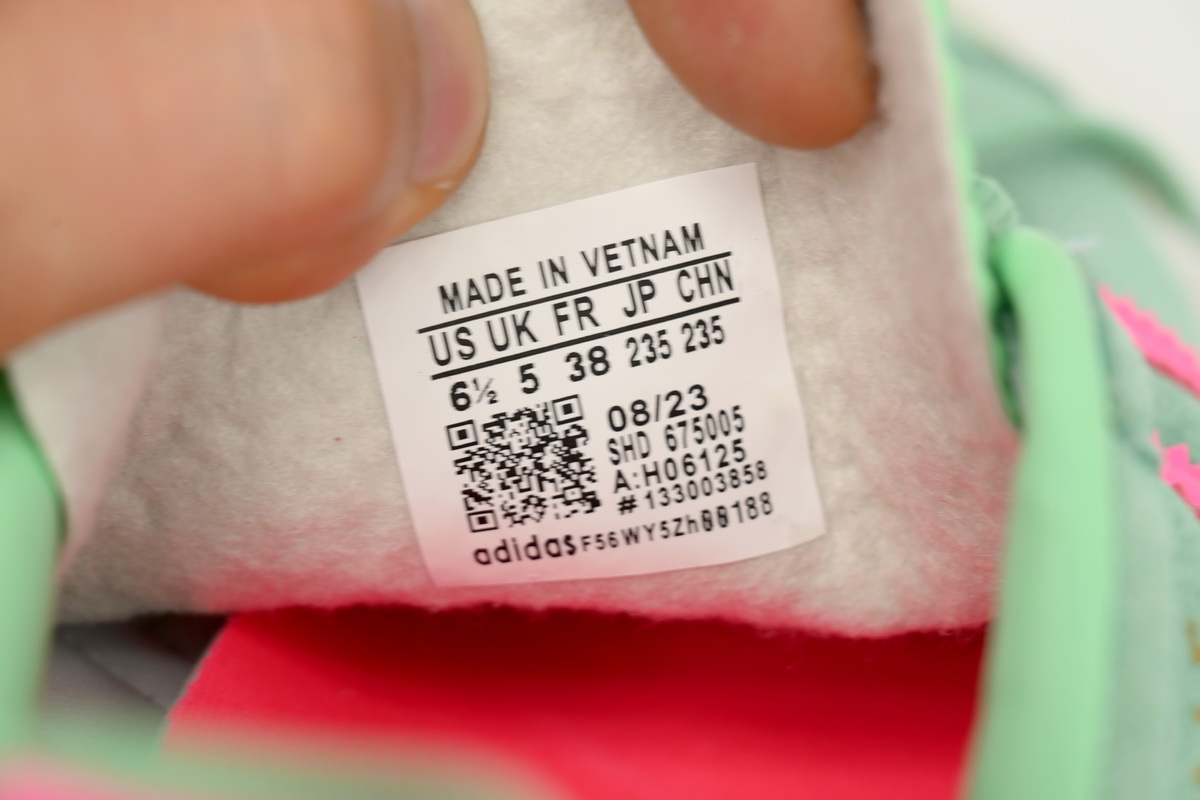 MADE IN VETNAM
US UK FR JP CHN
6½ 5 38 235 235
08/23
SHD 675005
A:H06125
# 133003858
adidas F56WY5Zh00188